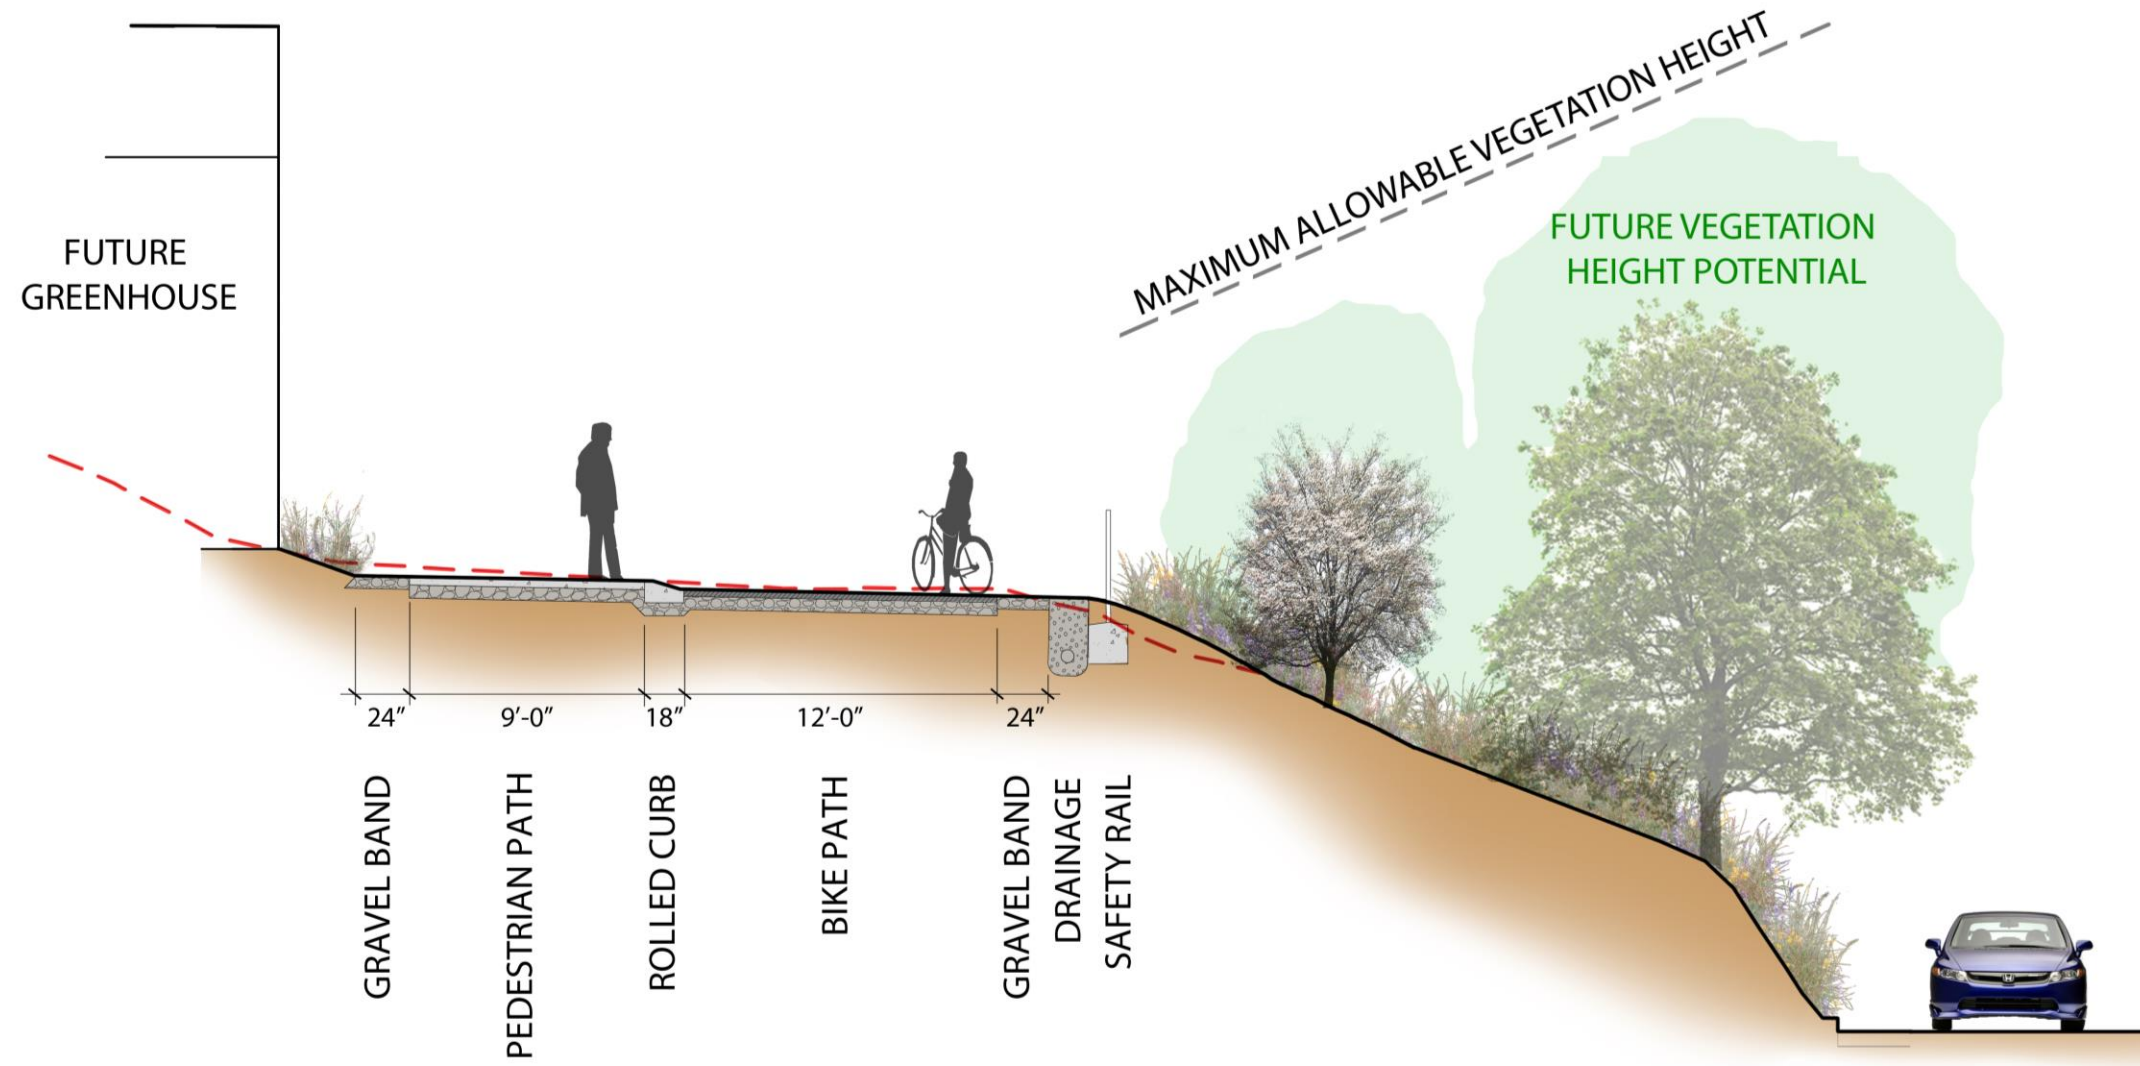 MAXIMUM ALLOWABLE VEGETATION HEIGHT
FUTURE
GREENHOUSE
FUTURE VEGETATION
HEIGHT POTENTIAL
24” 9’-0” 18” 12’-0” 24”
GRAVEL BAND
PEDESTRIAN PATH
ROLLED CURB
BIKE PATH
GRAVEL BAND
DRAINAGE
SAFETY RAIL